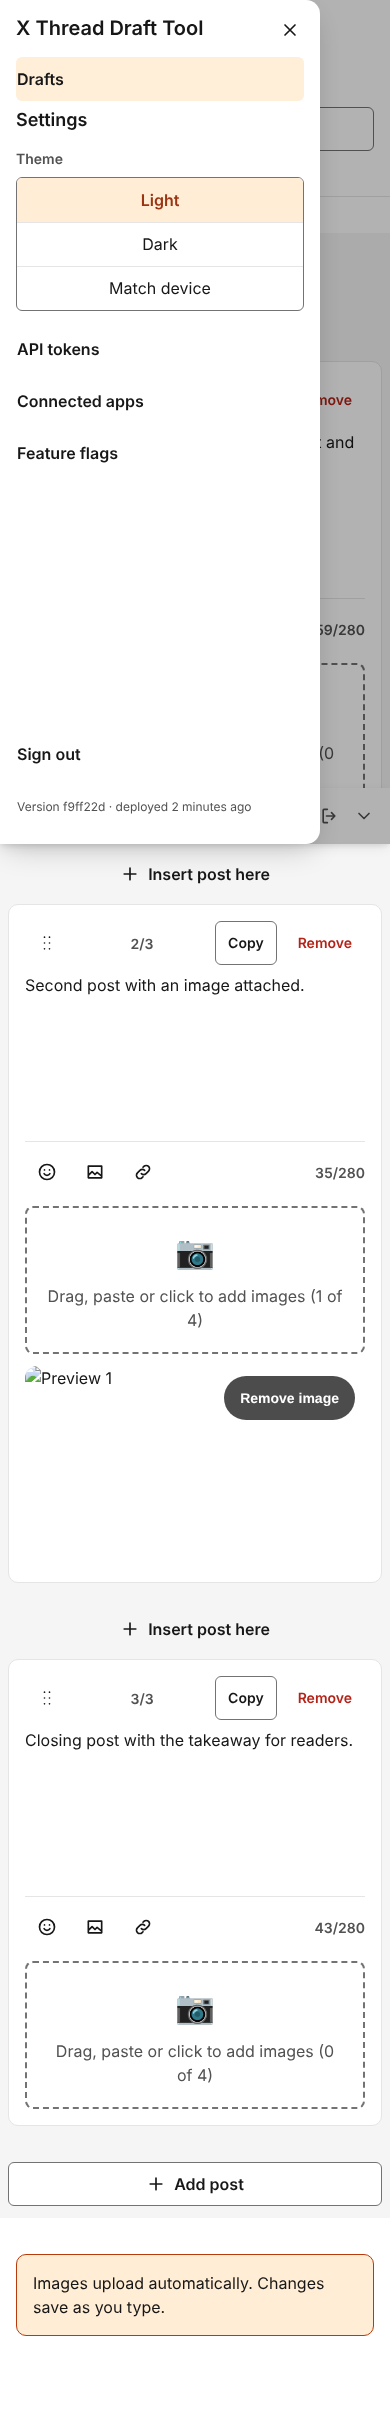 X Thread Draft Tool
Drafts
Settings
Theme
Light
Dark
Match device
API tokens
Connected apps
Feature flags
and
/280
(0
Sign out
Version f9ff22d · deployed 2 minutes ago
Insert post here
2/3
Copy
Remove
Second post with an image attached.
35/280
Drag, paste or click to add images (1 of
4)
Preview 1
Remove image
Insert post here
3/3
Copy
Remove
Closing post with the takeaway for readers.
43/280
Drag, paste or click to add images (0
of 4)
Add post
Images upload automatically. Changes
save as you type.